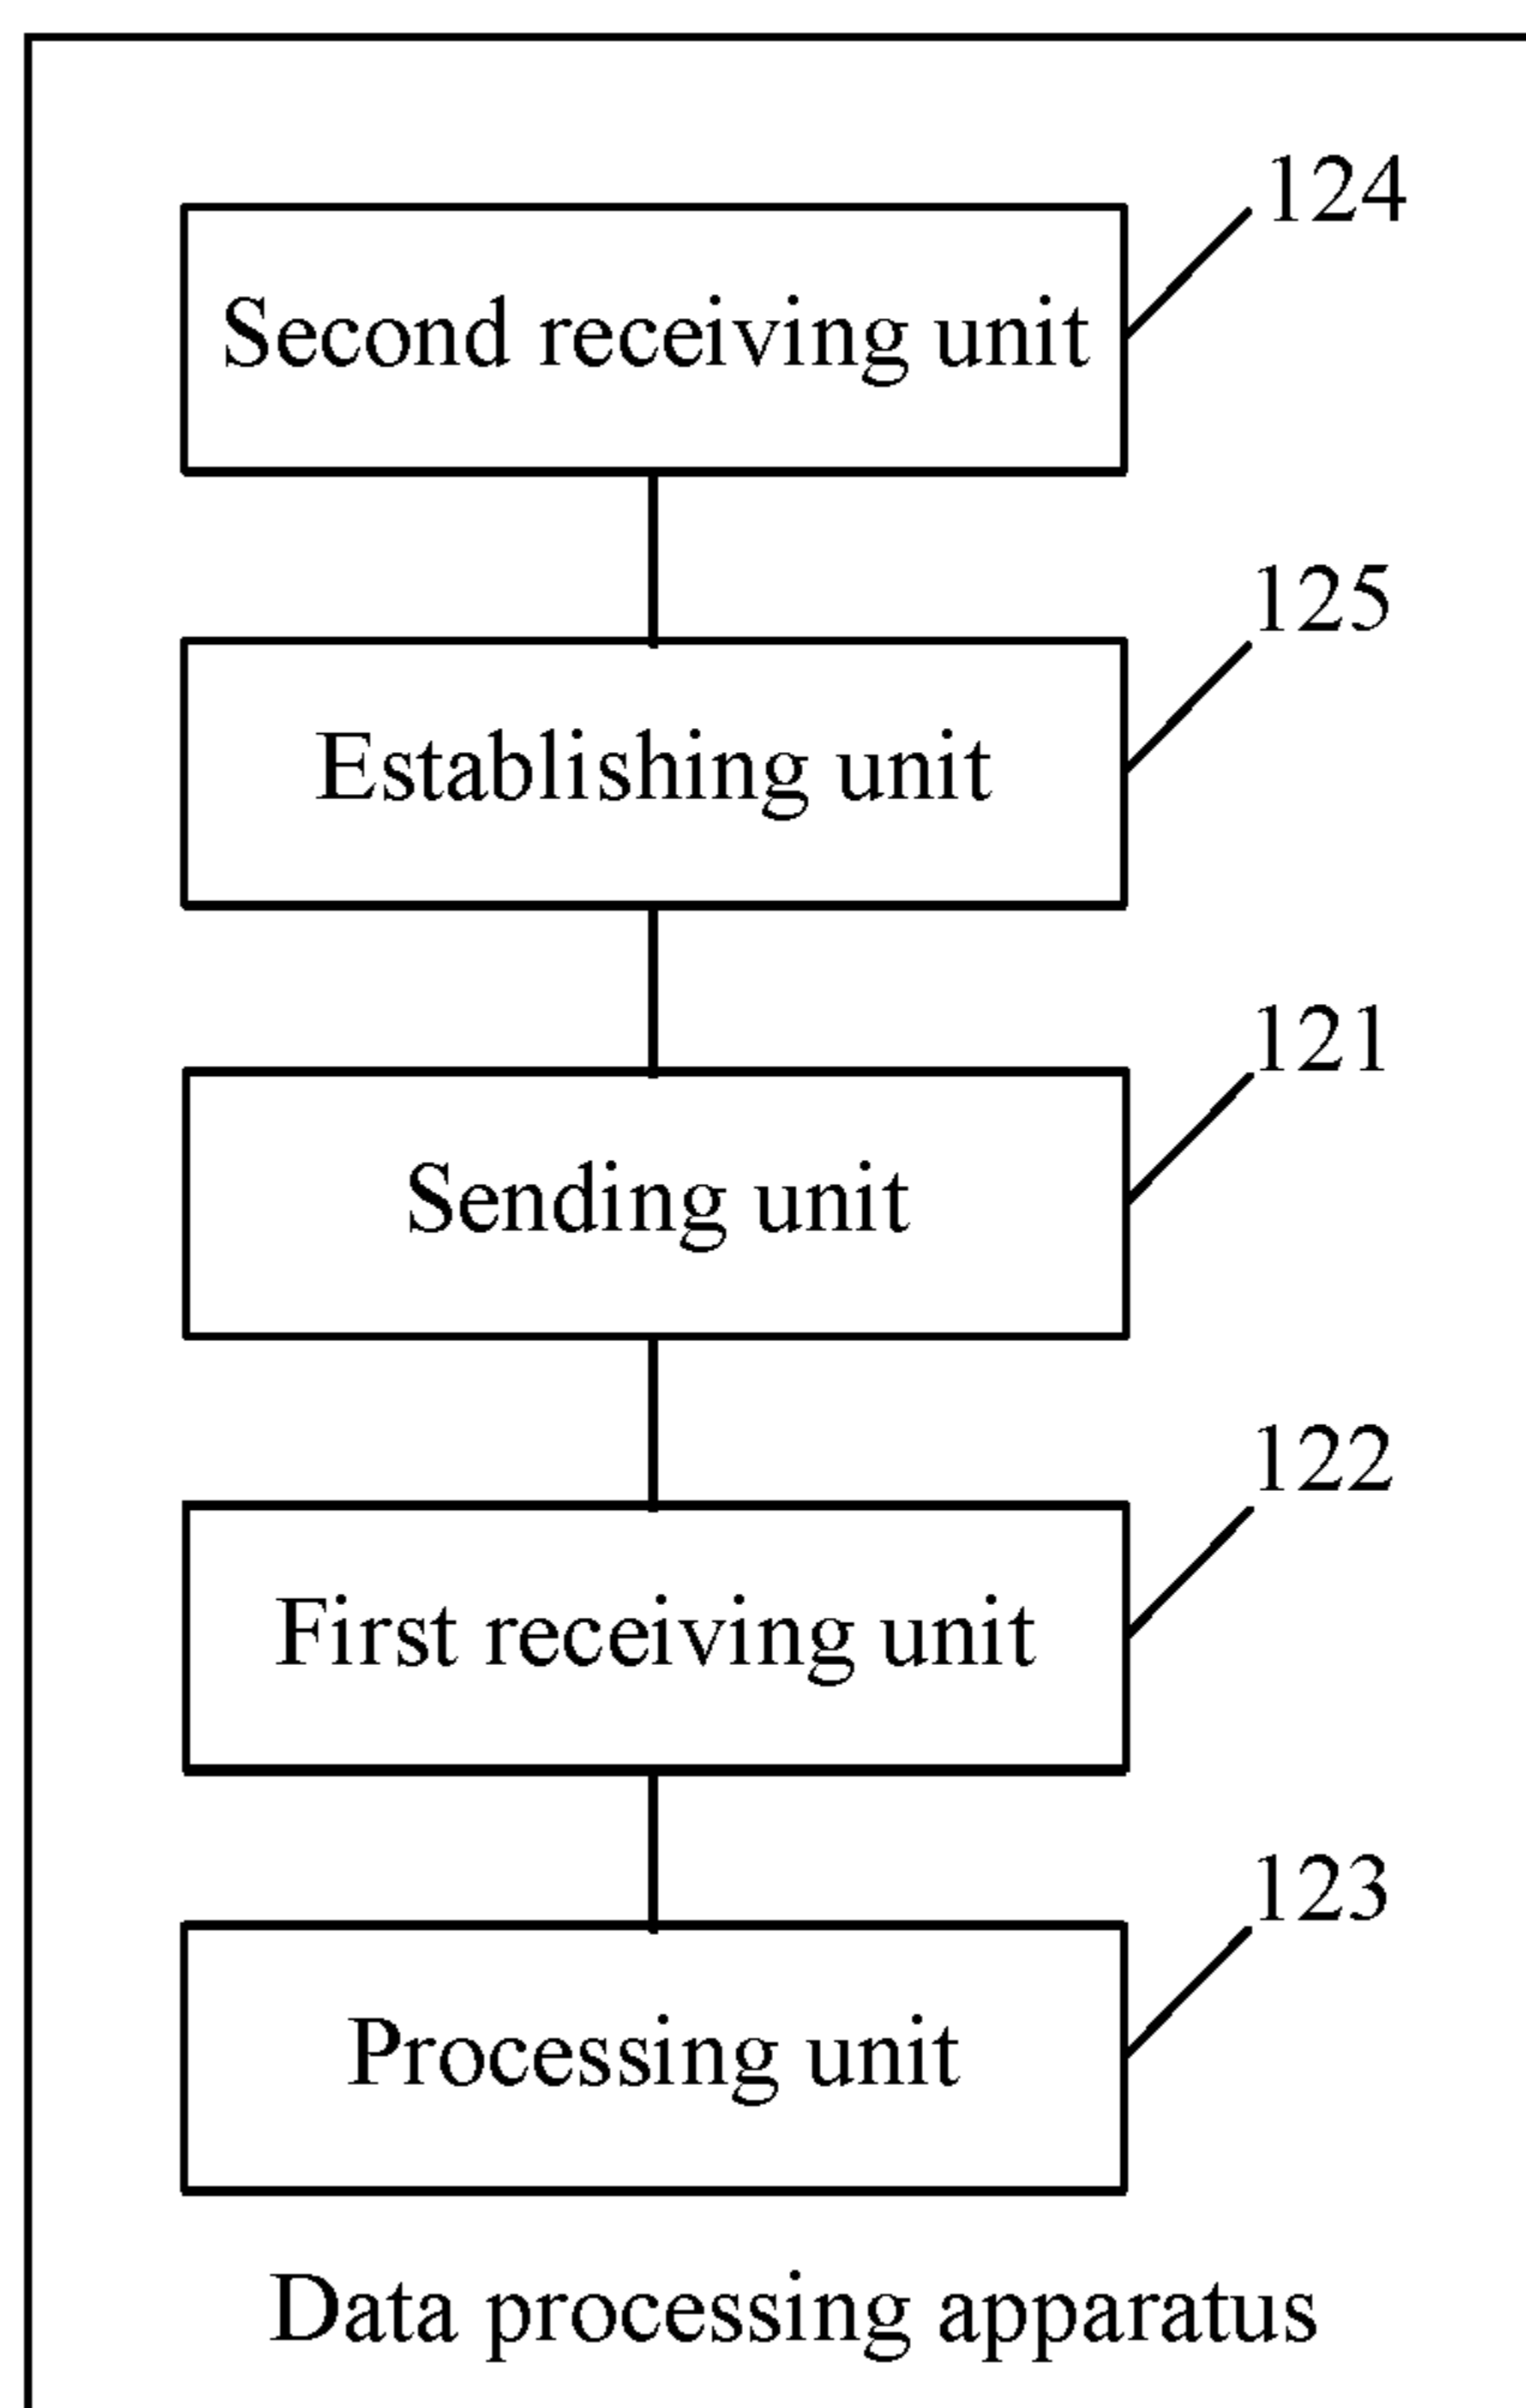 124
Second receiving unit
125
Establishing unit
121
Sending unit
122
First receiving unit
123
Processing unit
Data processing apparatus